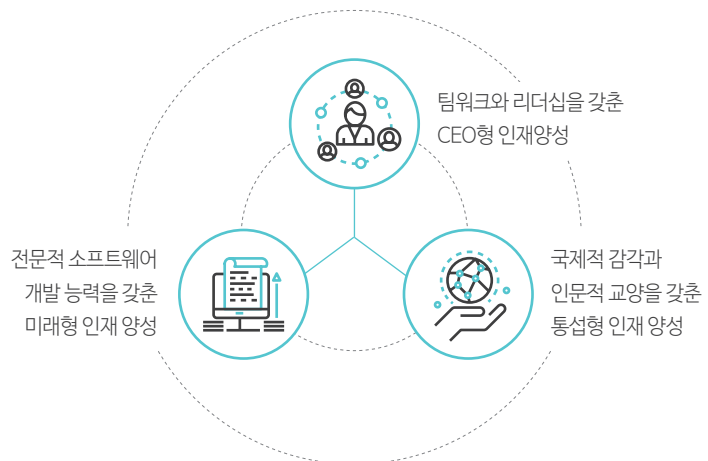 팀워크와 리더십을 갖춘
CEO형 인재양성
전문적 소프트웨어
개발 능력을 갖춘
미래형 인재 양성
국제적 감각과
인문적 교양을 갖춘
통섭형 인재 양성